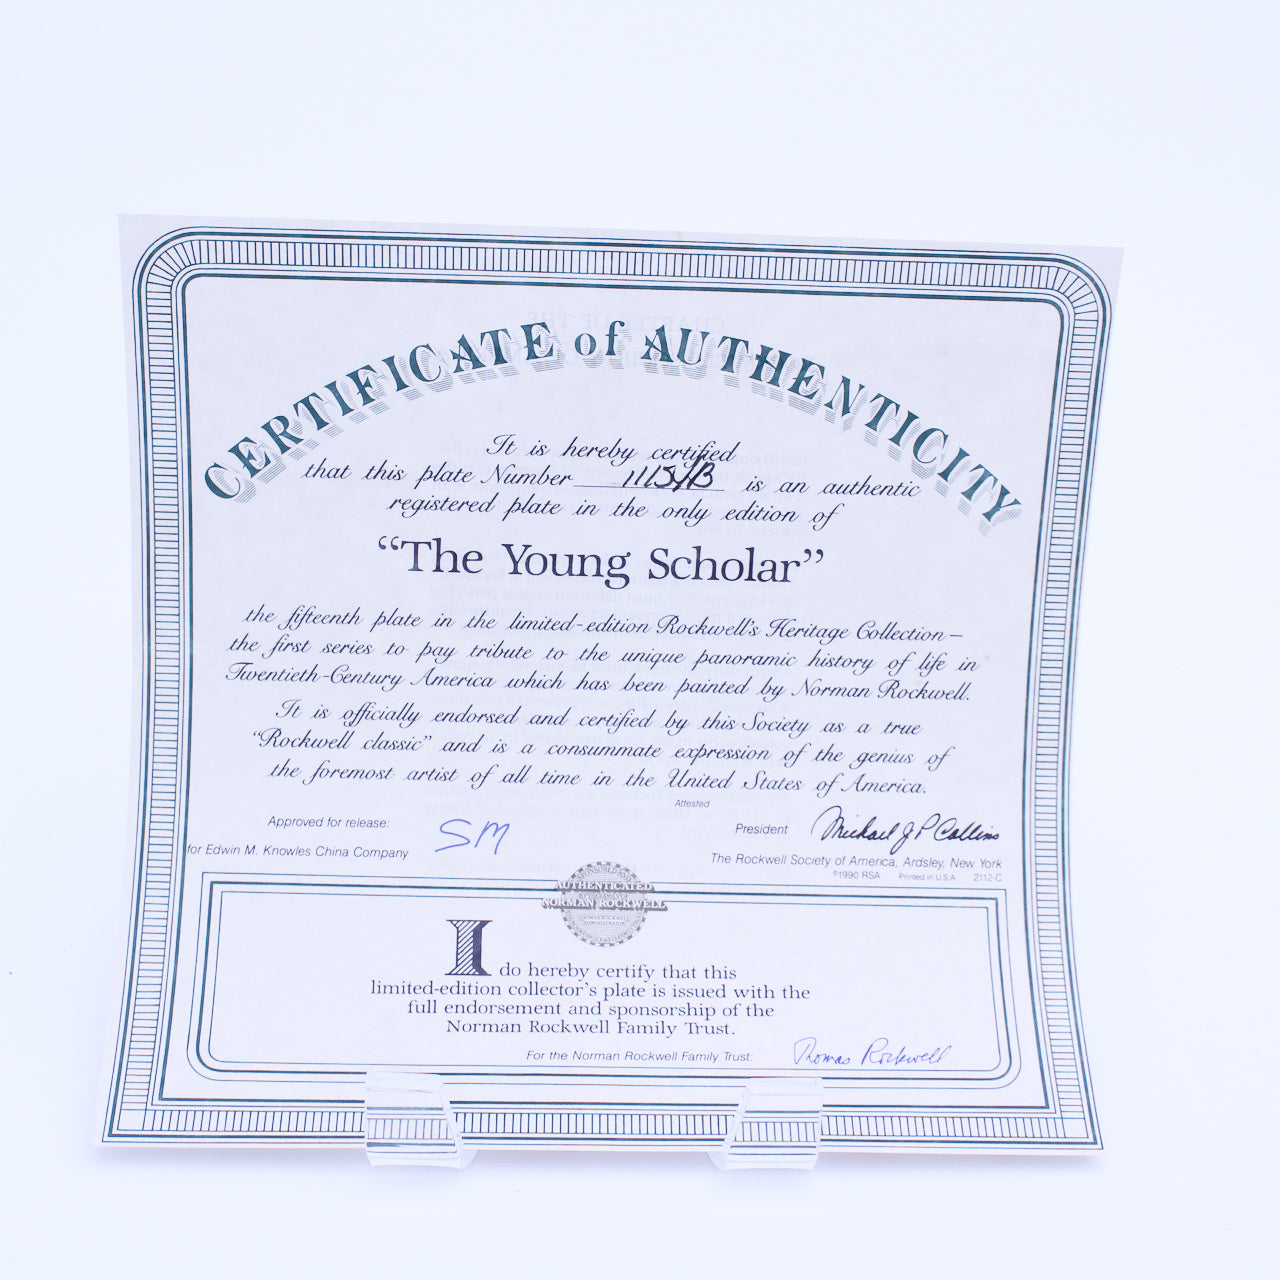 CERTIFICATE of AUTHENTICITY
It is hereby certified
that this plate Number is an authentic
registered plate in the only edition of
“The Young Scholar”
the fifteenth plate in the limited-edition Rockwell's Heritage Collection—
the first series to pay tribute to the unique panoramic history of life in
Twentieth-Century America which has been painted by Norman Rockwell.
It is officially endorsed and certified by this Society as a true
“Rockwell classic” and is a consummate expression of the genius of
the foremost artist of all time in the United States of America.
Attested
Approved for release: SM
President Michael J P Collins
for Edwin M. Knowles China Company
The Rockwell Society of America, Ardsley, New York
©1990 RSA Printed in U.S.A. 2112-C
AUTHENTICATED
NORMAN ROCKWELL
I do hereby certify that this
limited-edition collector's plate is issued with the
full endorsement and sponsorship of the
Norman Rockwell Family Trust.
For the Norman Rockwell Family Trust: Thomas Rockwell